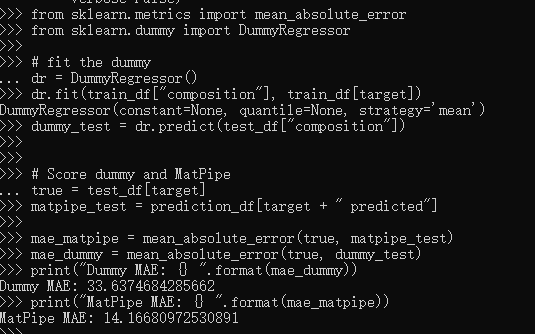 verbose=False)
>>> from sklearn.metrics import mean_absolute_error
>>> from sklearn.dummy import DummyRegressor
>>>
>>> # fit the dummy
... dr = DummyRegressor()
>>> dr.fit(train_df["composition"], train_df[target])
DummyRegressor(constant=None, quantile=None, strategy='mean')
>>> dummy_test = dr.predict(test_df["composition"])
>>>
>>>
>>> # Score dummy and MatPipe
... true = test_df[target]
>>> matpipe_test = prediction_df[target + " predicted"]
>>>
>>> mae_matpipe = mean_absolute_error(true, matpipe_test)
>>> mae_dummy = mean_absolute_error(true, dummy_test)
>>> print("Dummy MAE: {} ".format(mae_dummy))
Dummy MAE: 33.6374684285662
>>> print("MatPipe MAE: {} ".format(mae_matpipe))
MatPipe MAE: 14.16680972530891
>>>